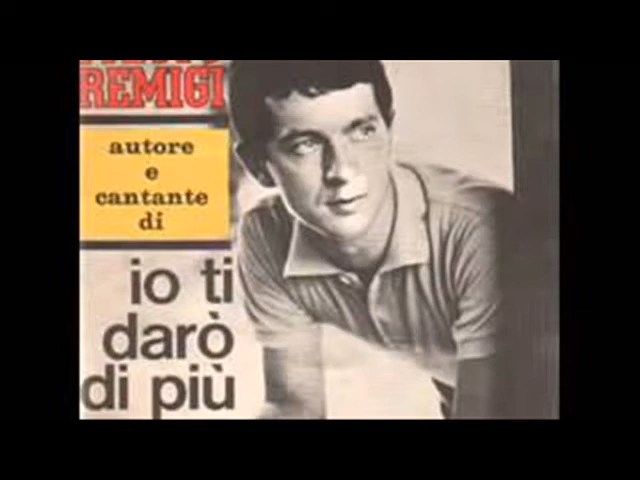 REMIGI
autore
e
cantante
di
io ti
darò
di più